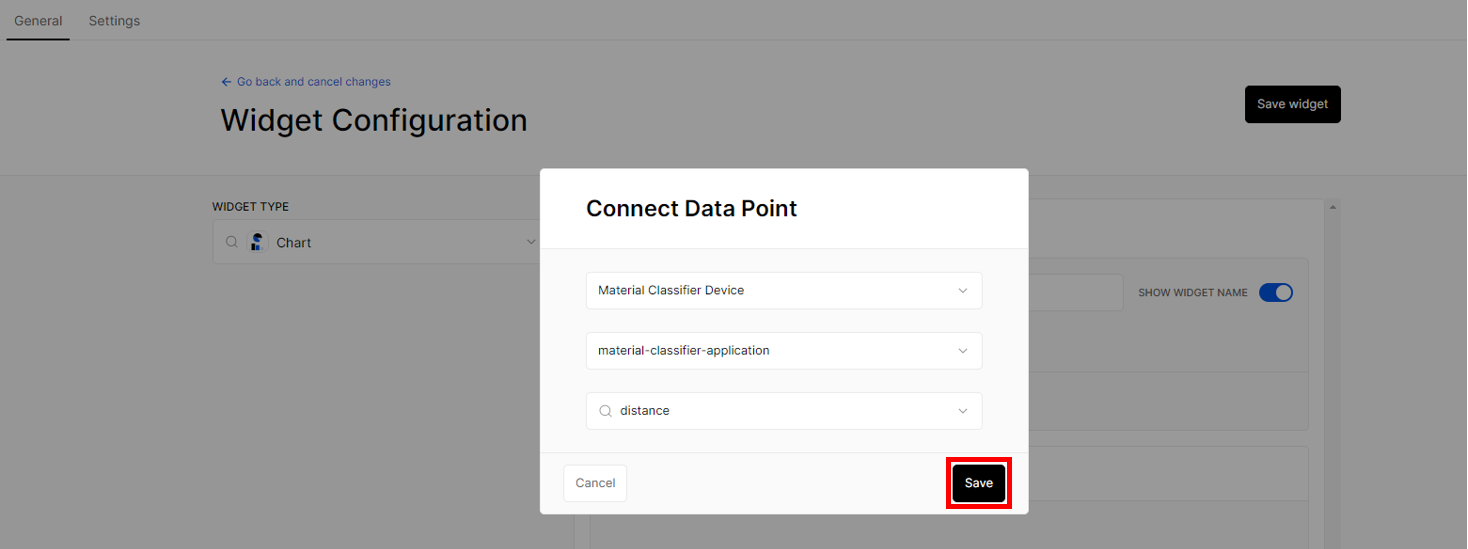 General Settings
Go back and cancel changes
Widget Configuration
Save widget
WIDGET TYPE
Chart
SHOW WIDGET NAME
Connect Data Point
Material Classifier Device
material-classifier-application
distance
Cancel
Save